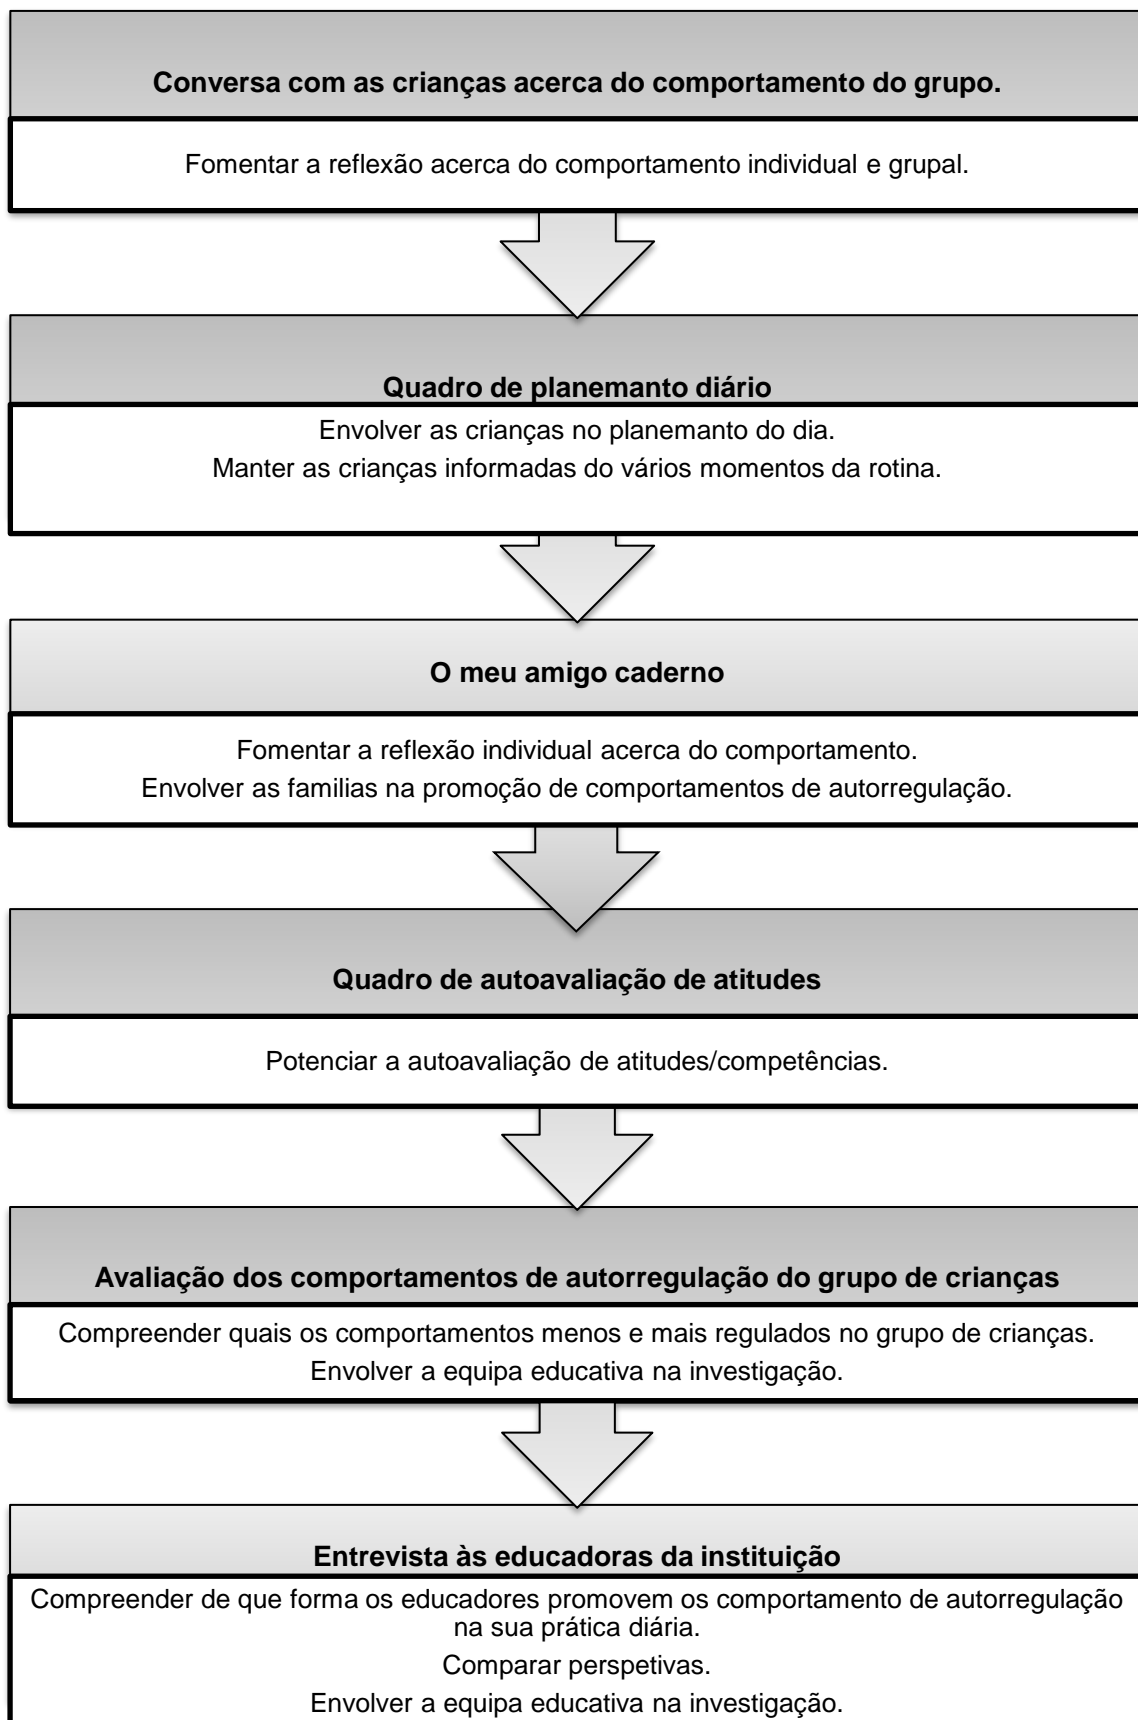 Conversa com as crianças acerca do comportamento do grupo.
Fomentar a reflexão acerca do comportamento individual e grupal.
Quadro de planemanto diário
Envolver as crianças no planemanto do dia.
Manter as crianças informadas do vários momentos da rotina.
O meu amigo caderno
Fomentar a reflexão individual acerca do comportamento.
Envolver as familias na promoção de comportamentos de autorregulação.
Quadro de autoavaliação de atitudes
Potenciar a autoavaliação de atitudes/competências.
Avaliação dos comportamentos de autorregulação do grupo de crianças
Compreender quais os comportamentos menos e mais regulados no grupo de crianças.
Envolver a equipa educativa na investigação.
Entrevista às educadoras da instituição
Compreender de que forma os educadores promovem os comportamento de autorregulação
na sua prática diária.
Comparar perspetivas.
Envolver a equipa educativa na investigação.